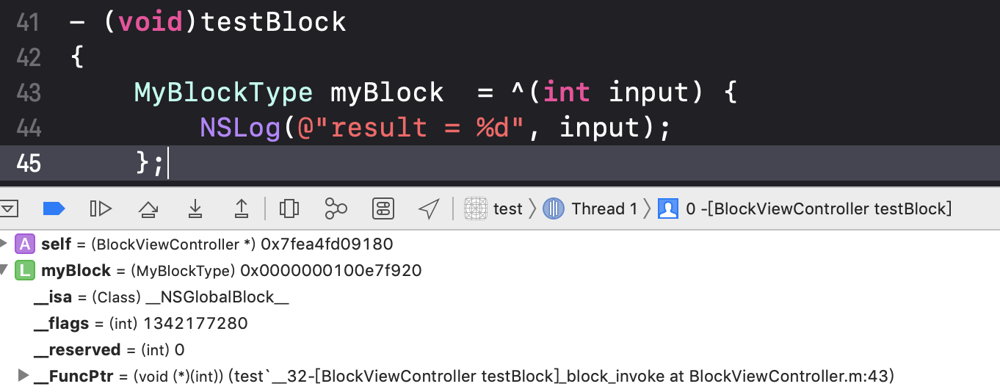 41 - (void)testBlock
42 {
43 MyBlockType myBlock  = ^(int input) {
44 NSLog(@"result = %d", input);
45 };
test Thread 1 0 -[BlockViewController testBlock]
A self = (BlockViewController *) 0x7fea4fd09180
L myBlock = (MyBlockType) 0x0000000100e7f920
__isa = (Class) __NSGlobalBlock__
__flags = (int) 1342177280
__reserved = (int) 0
__FuncPtr = (void (*)(int)) (test`__32-[BlockViewController testBlock]_block_invoke at BlockViewController.m:43)